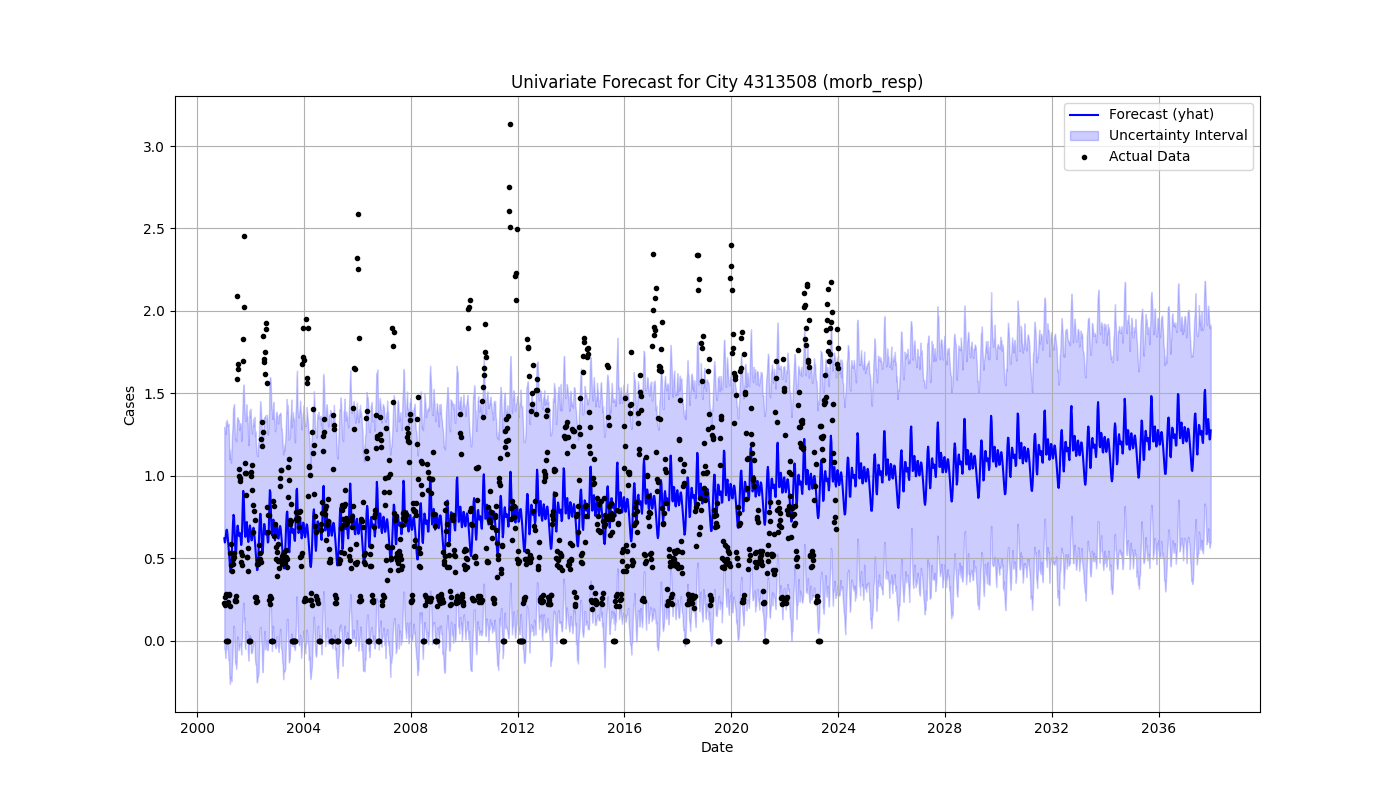 Univariate Forecast for City 4313508 (morb_resp)
Forecast (yhat)
Uncertainty Interval
Actual Data
Cases
3.0
2.5
2.0
1.5
1.0
0.5
0.0
2000 2004 2008 2012 2016 2020 2024 2028 2032 2036
Date